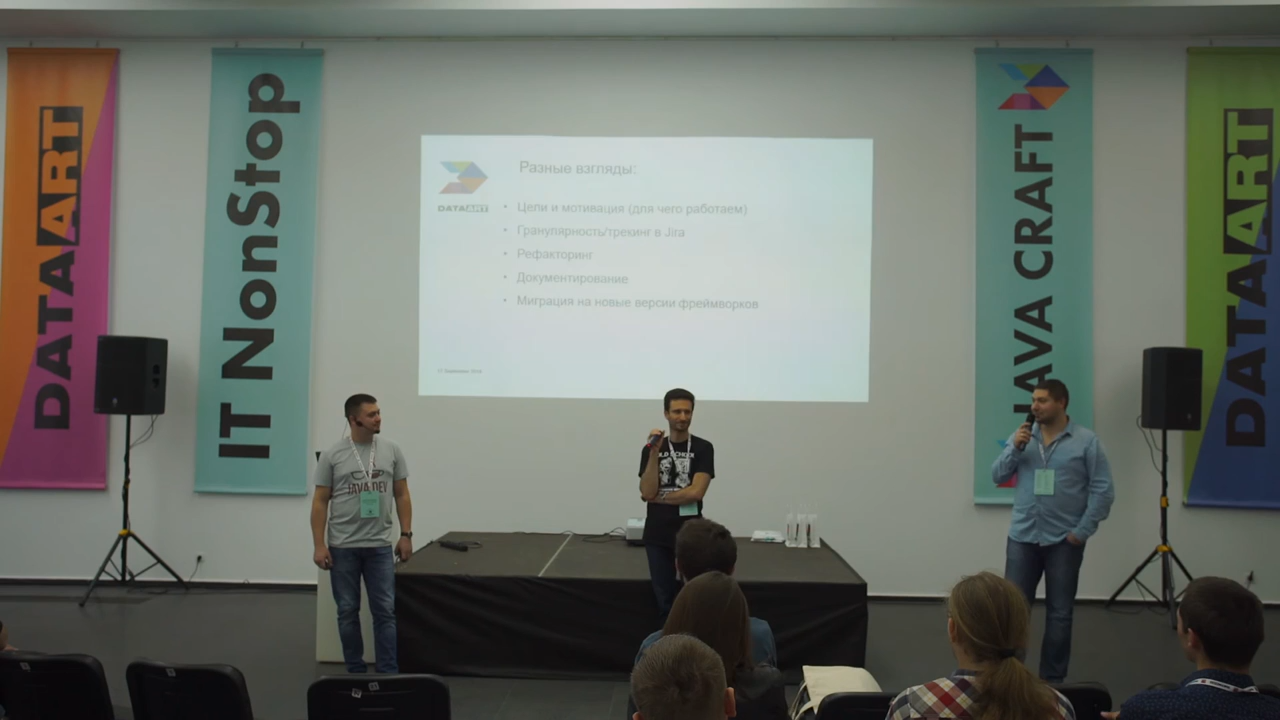 DATAART
IT NonStop
DATAART
Разные взгляды:
• Цели и мотивация (для чего работаем)
• Гранулярность/трекинг в Jira
• Рефакторинг
• Документирование
• Миграция на новые версии фреймворков
JAVA CRAFT
DATAART
JAVA DEV